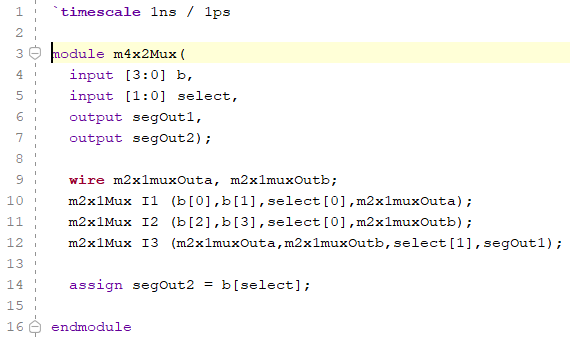 1 `timescale 1ns / 1ps
2
3 module m4x2Mux(
4 input [3:0] b,
5 input [1:0] select,
6 output segOut1,
7 output segOut2);
8
9 wire m2x1muxOuta, m2x1muxOutb;
10 m2x1Mux I1 (b[0],b[1],select[0],m2x1muxOuta);
11 m2x1Mux I2 (b[2],b[3],select[0],m2x1muxOutb);
12 m2x1Mux I3 (m2x1muxOuta,m2x1muxOutb,select[1],segOut1);
13
14 assign segOut2 = b[select];
15
16 endmodule